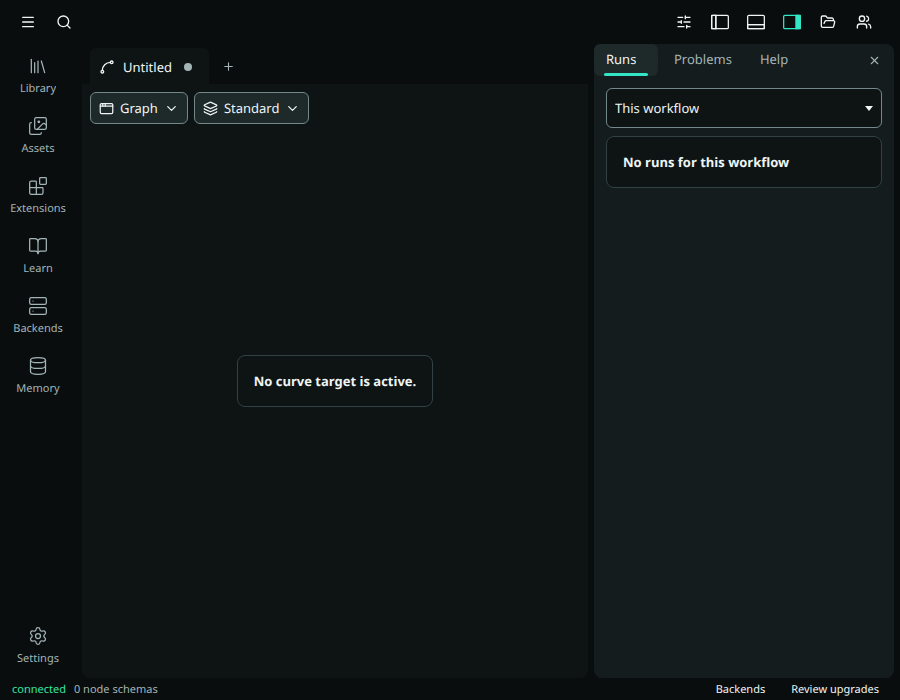 Library
Assets
Extensions
Learn
Backends
Memory
Settings
Untitled
Graph
Standard
No curve target is active.
Runs
Problems
Help
This workflow
No runs for this workflow
connected
0 node schemas
Backends
Review upgrades